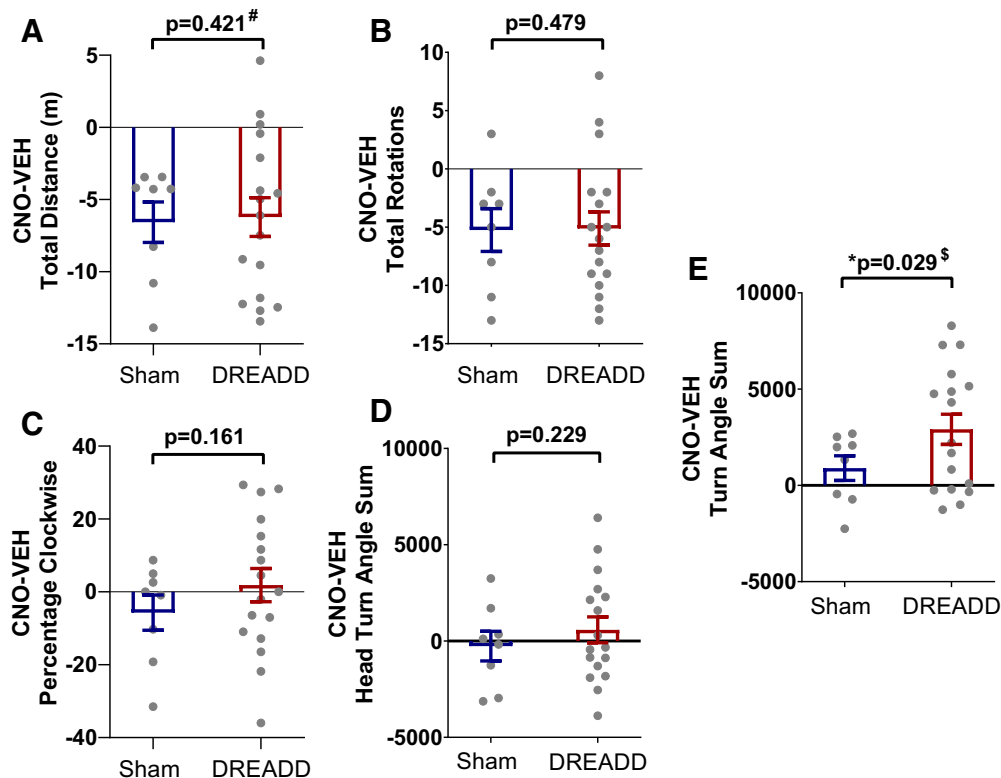 A
p=0.421#
CNO-VEH
Total Distance (m)
5
0
-5
-10
-15
Sham
DREADD
B
p=0.479
CNO-VEH
Total Rotations
10
5
0
-5
-10
-15
Sham
DREADD
C
p=0.161
CNO-VEH
Percentage Clockwise
40
20
0
-20
-40
Sham
DREADD
D
p=0.229
CNO-VEH
Head Turn Angle Sum
10000
5000
0
-5000
Sham
DREADD
E
*p=0.029$
CNO-VEH
Turn Angle Sum
10000
5000
0
-5000
Sham
DREADD